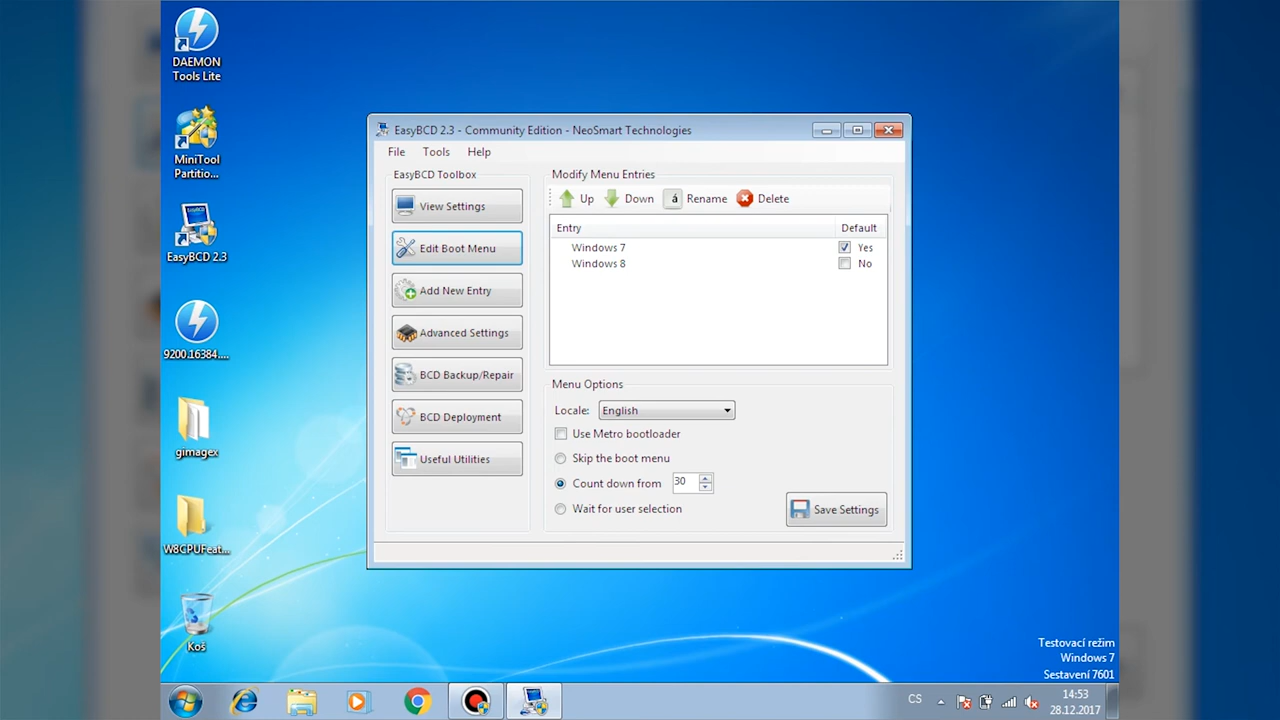 DAEMON
Tools Lite
MiniTool
Partitio...
EasyBCD 2.3
9200.16384....
gimagex
W8CPUFeat...
Koš
EasyBCD 2.3 - Community Edition - NeoSmart Technologies
File Tools Help
EasyBCD Toolbox
View Settings
Edit Boot Menu
Add New Entry
Advanced Settings
BCD Backup/Repair
BCD Deployment
Useful Utilities
Modify Menu Entries
Up Down á Rename Delete
Entry Default
Windows 7 Yes
Windows 8 No
Menu Options
Locale: English
Use Metro bootloader
Skip the boot menu
Count down from 30
Wait for user selection
Save Settings
Testovací režim
Windows 7
Sestavení 7601
CS
14:53
28.12.2017